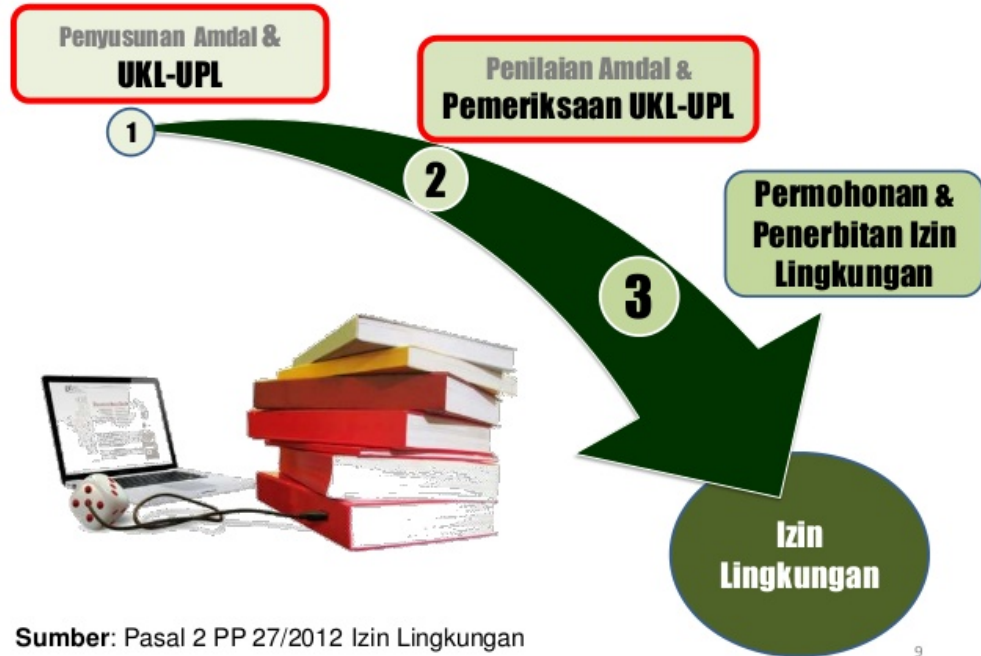 Penyusunan Amdal &
UKL-UPL
1
Penilaian Amdal &
Pemeriksaan UKL-UPL
2
Permohonan &
Penerbitan Izin
Lingkungan
3
Izin
Lingkungan
Sumber: Pasal 2 PP 27/2012 Izin Lingkungan
9